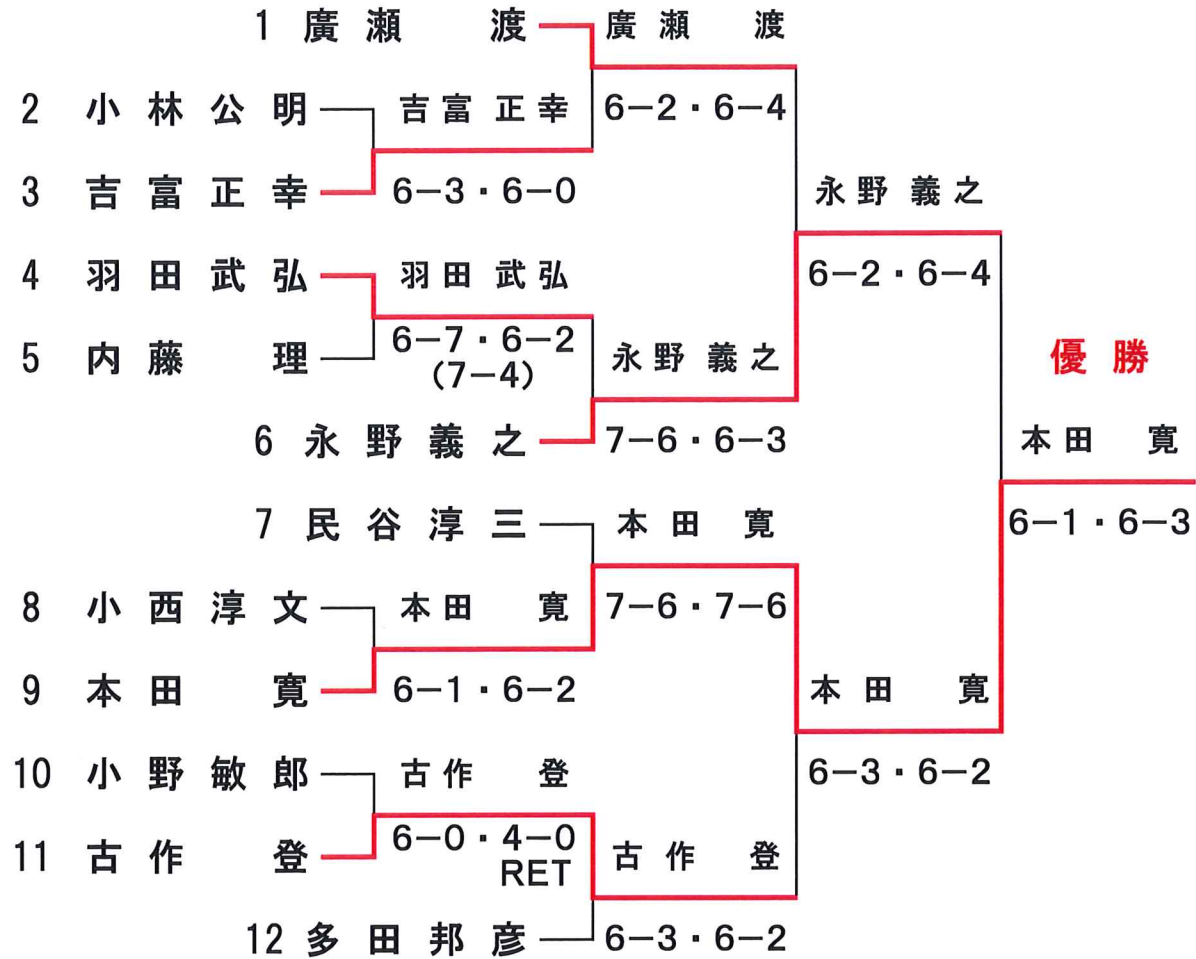 1 廣瀬 渡
廣瀬 渡
2 小林公明
吉富正幸
6-2・6-4
3 吉富正幸
6-3・6-0
永野義之
4 羽田武弘
羽田武弘
6-2・6-4
5 内藤 理
6-7・6-2
(7-4)
永野義之
優勝
6 永野義之
7-6・6-3
本田 寛
7 民谷淳三
本田 寛
6-1・6-3
8 小西淳文
本田 寛
7-6・7-6
9 本田 寛
6-1・6-2
本田 寛
10 小野敏郎
古作 登
6-3・6-2
11 古作 登
6-0・4-0
RET
古作 登
12 多田邦彦
6-3・6-2